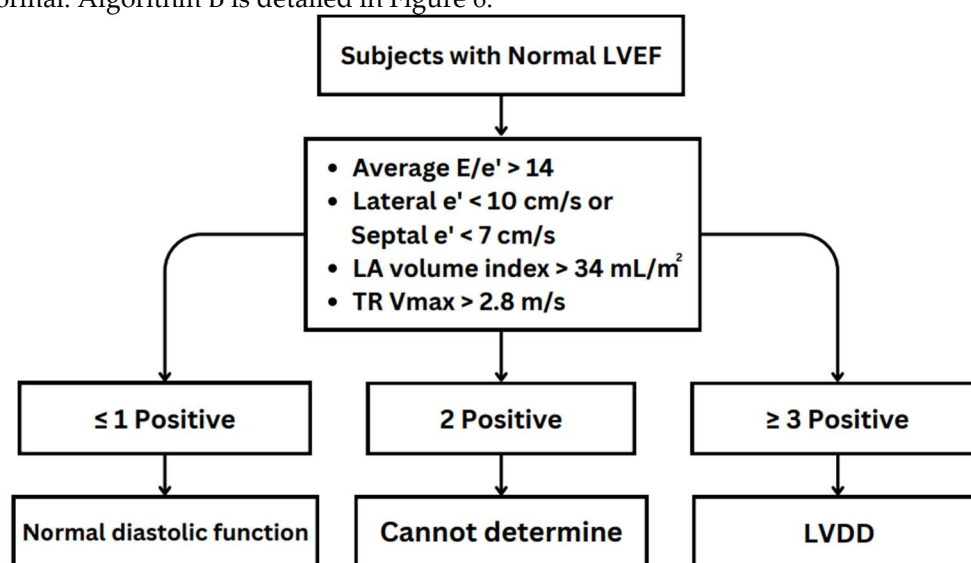 ormal. Algorithm B is detailed in Figure 6.
Subjects with Normal LVEF
• Average E/e' > 14
• Lateral e' < 10 cm/s or
Septal e' < 7 cm/s
• LA volume index > 34 mL/m²
• TR Vmax > 2.8 m/s
≤ 1 Positive
2 Positive
≥ 3 Positive
Normal diastolic function
Cannot determine
LVDD